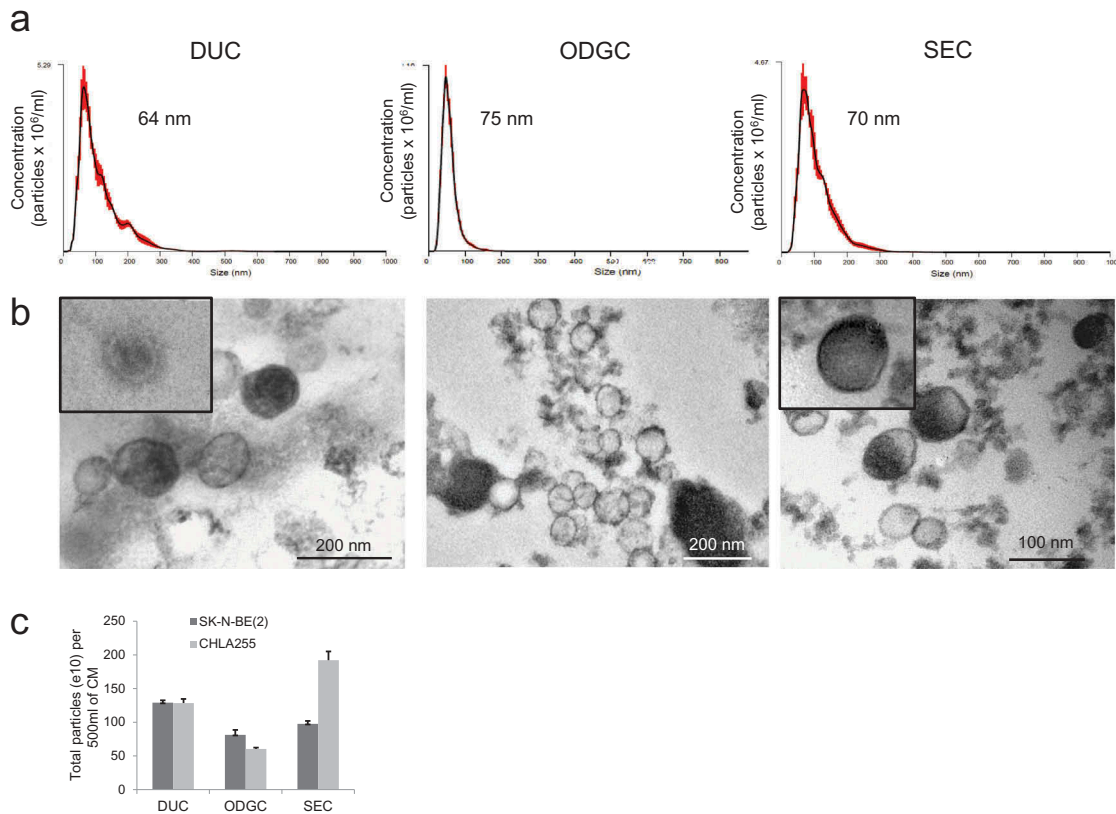 a
DUC
ODGC
SEC
5.29
4.67
64 nm
75 nm
70 nm
Concentration
(particles x 10⁶/ml)
Concentration
(particles x 10⁶/ml)
Concentration
(particles x 10⁶/ml)
0 100 200 300 400 500 600 700 800 900 1000
Size (nm)
0 100 200 300 400 500 700 800
Size (nm)
0 100 200 300 400 500 600 700 800 900 1000
Size (nm)
b
200 nm
200 nm
100 nm
c
SK-N-BE(2)
CHLA255
Total particles (e10) per
500ml of CM
250
200
150
100
50
0
DUC ODGC SEC